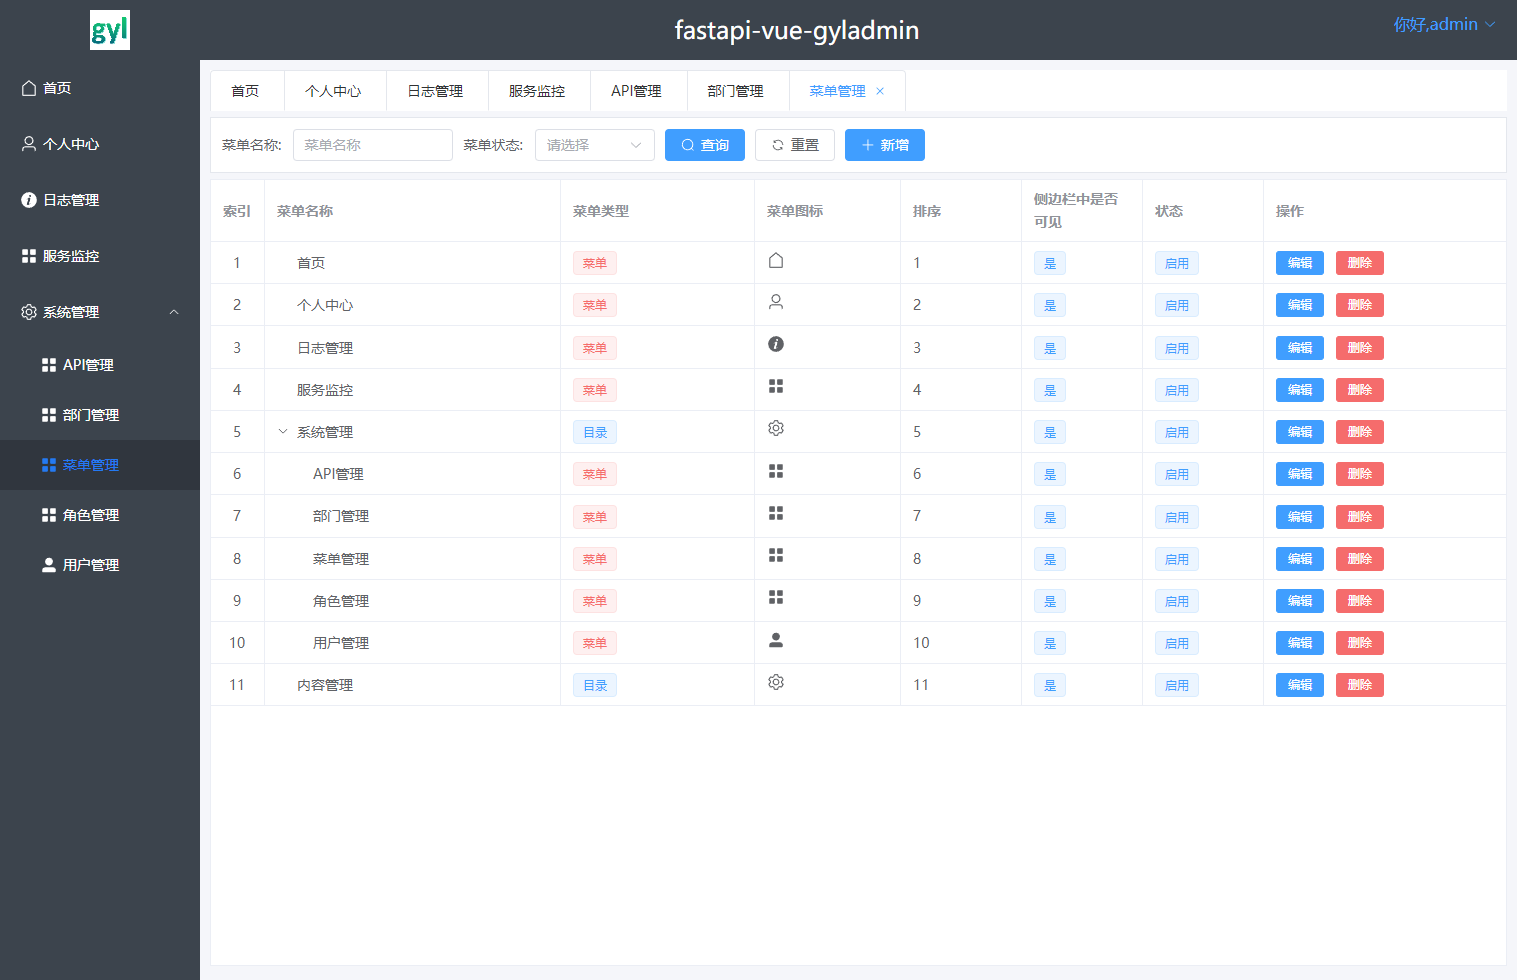 gyl
fastapi-vue-gyladmin
你好,admin
首页
个人中心
日志管理
服务监控
系统管理
API管理
部门管理
菜单管理
角色管理
用户管理
首页 个人中心 日志管理 服务监控 API管理 部门管理 菜单管理
菜单名称: 菜单名称 菜单状态: 请选择 查询 重置 新增
索引 菜单名称 菜单类型 菜单图标 排序 侧边栏中是否可见 状态 操作
1 首页 菜单 1 是 启用 编辑 删除
2 个人中心 菜单 2 是 启用 编辑 删除
3 日志管理 菜单 3 是 启用 编辑 删除
4 服务监控 菜单 4 是 启用 编辑 删除
5 系统管理 目录 5 是 启用 编辑 删除
6 API管理 菜单 6 是 启用 编辑 删除
7 部门管理 菜单 7 是 启用 编辑 删除
8 菜单管理 菜单 8 是 启用 编辑 删除
9 角色管理 菜单 9 是 启用 编辑 删除
10 用户管理 菜单 10 是 启用 编辑 删除
11 内容管理 目录 11 是 启用 编辑 删除